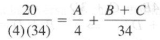 20/(4)(34) = A/4 + B + C/34